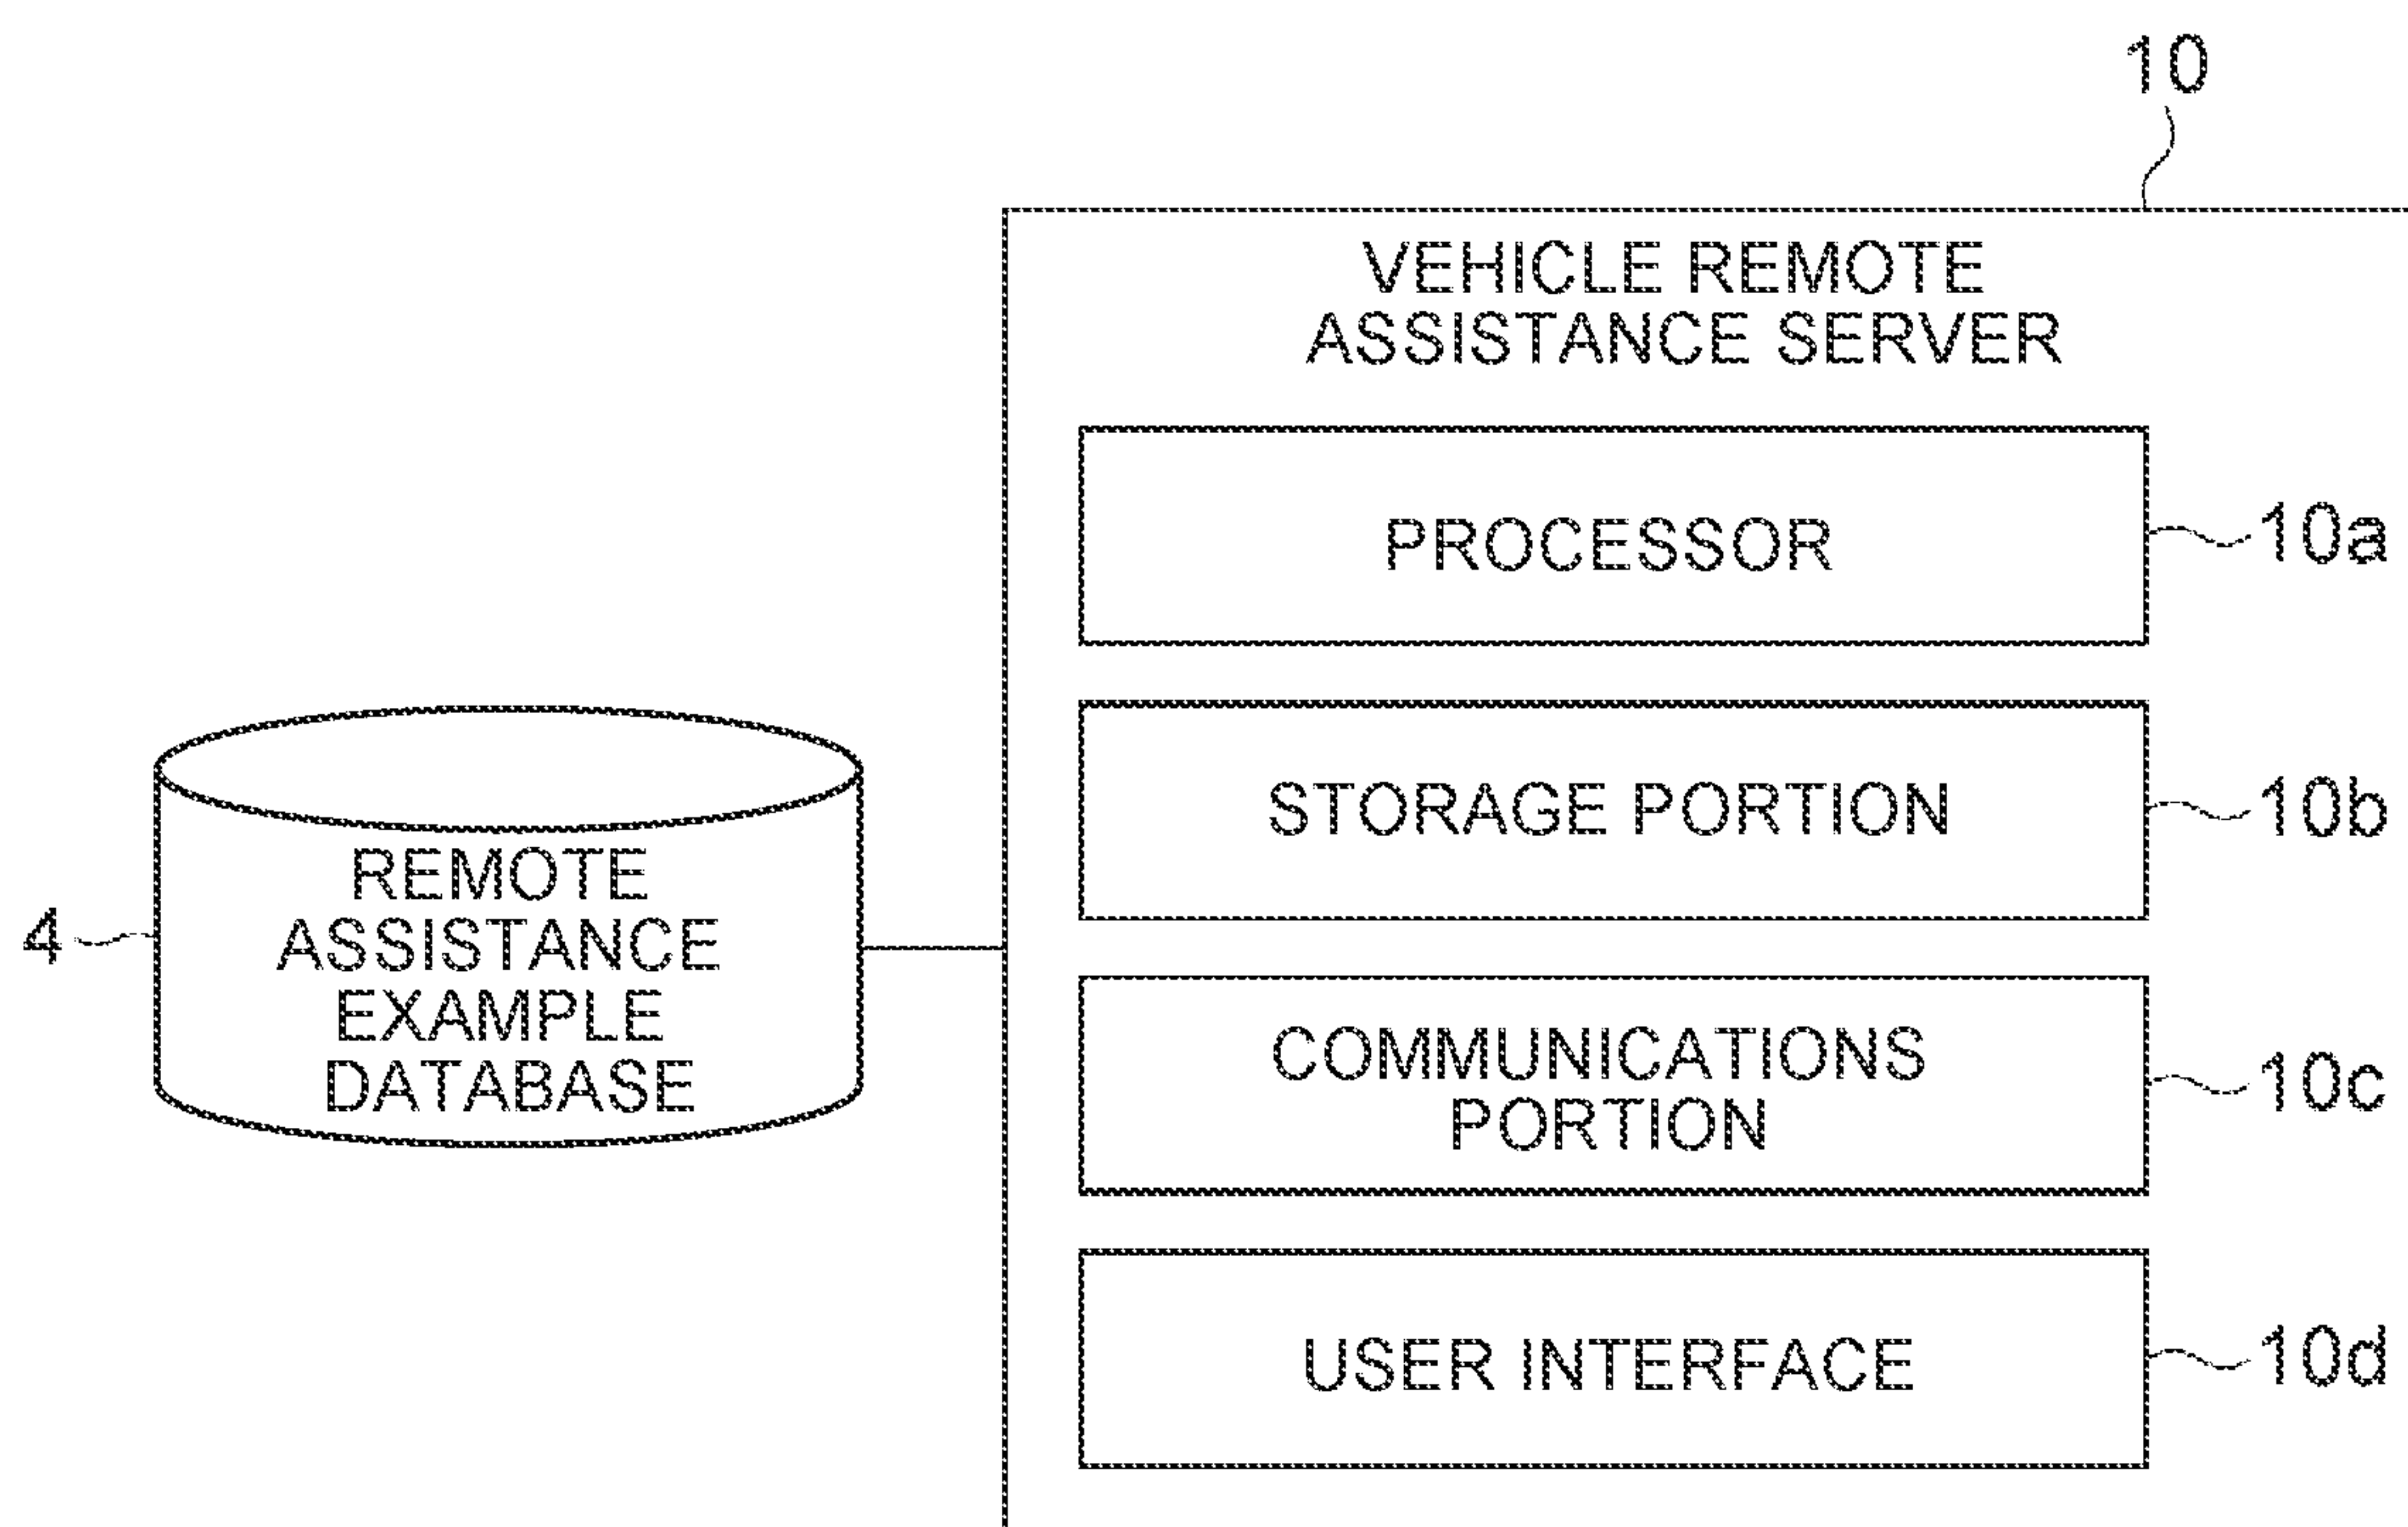 10
VEHICLE REMOTE
ASSISTANCE SERVER
PROCESSOR
10a
STORAGE PORTION
10b
4
REMOTE
ASSISTANCE
EXAMPLE
DATABASE
COMMUNICATIONS
PORTION
10c
USER INTERFACE
10d